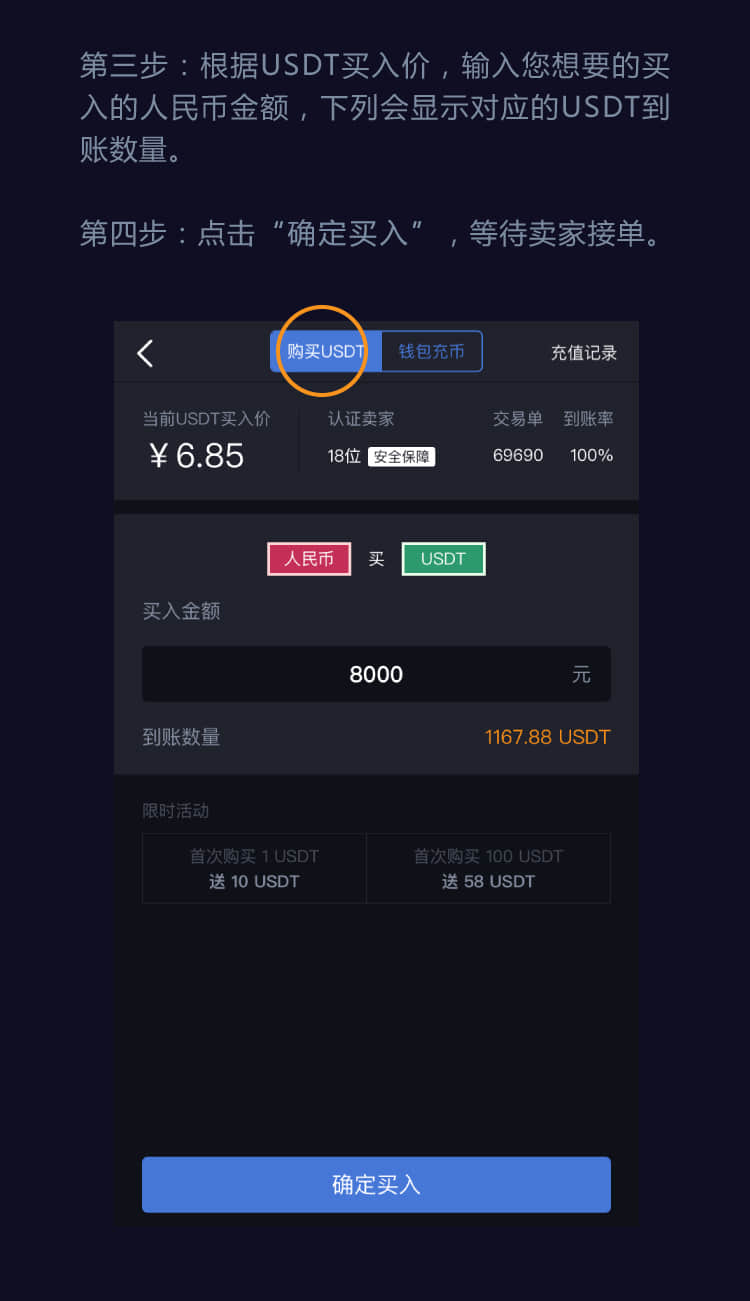 第三步：根据USDT买入价，输入您想要的买
入的人民币金额，下列会显示对应的USDT到
账数量。
第四步：点击“确定买入”，等待卖家接单。
购买USDT 钱包充币 充值记录
当前USDT买入价 认证卖家 交易单 到账率
¥ 6.85 18位 安全保障 69690 100%
人民币 买 USDT
买入金额
8000 元
到账数量 1167.88 USDT
限时活动
首次购买 1 USDT 首次购买 100 USDT
送 10 USDT 送 58 USDT
确定买入